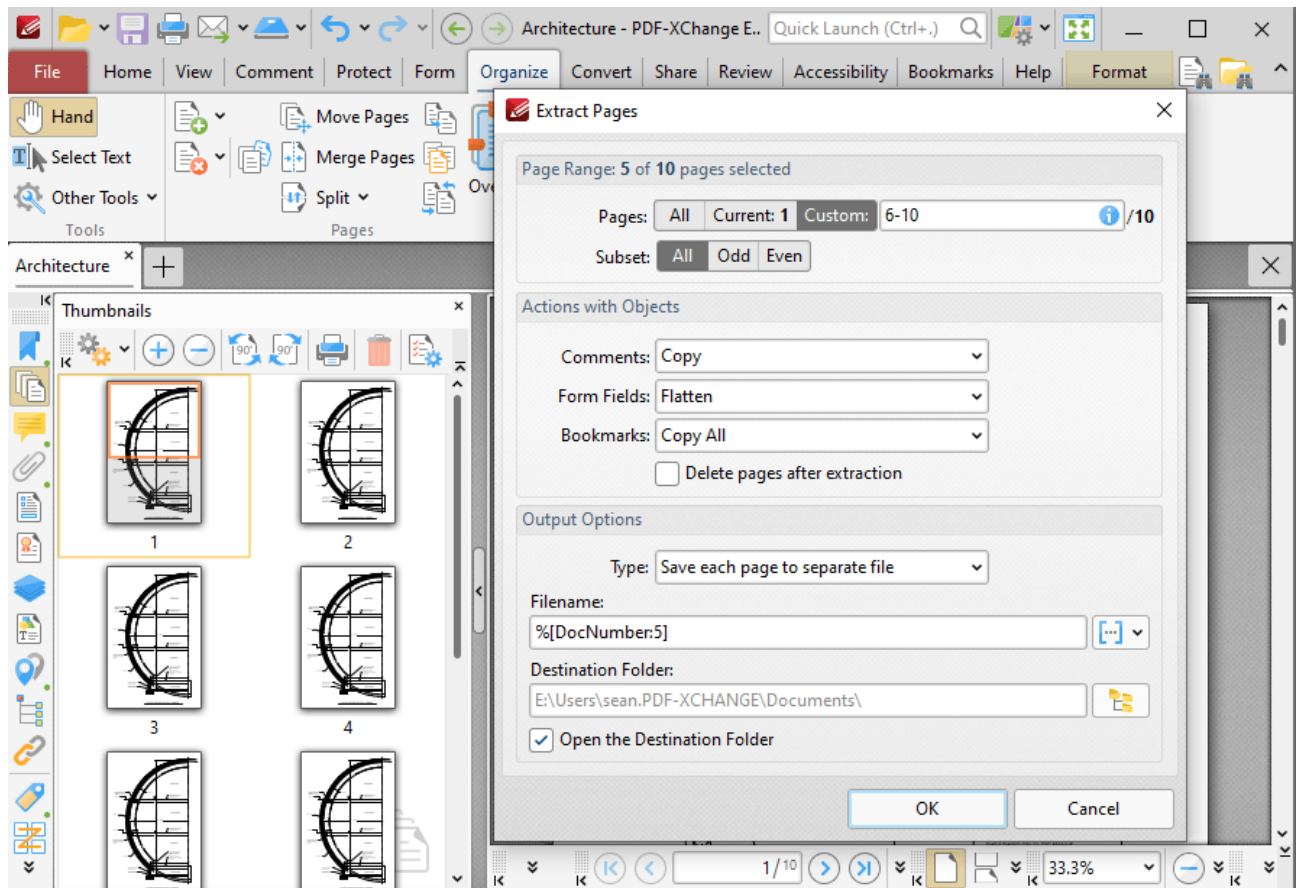 Architecture - PDF-XChange E..
Quick Launch (Ctrl+.)
File Home View Comment Protect Form Organize Convert Share Review Accessibility Bookmarks Help Format
Hand
Select Text
Other Tools
Tools
Move Pages
Merge Pages
Split
Pages
Ove
Architecture
Thumbnails
90°
90°
1
2
3
4
Extract Pages
Page Range: 5 of 10 pages selected
Pages: All Current: 1 Custom: 6-10 /10
Subset: All Odd Even
Actions with Objects
Comments: Copy
Form Fields: Flatten
Bookmarks: Copy All
Delete pages after extraction
Output Options
Type: Save each page to separate file
Filename:
%[DocNumber:5]
Destination Folder:
E:\Users\sean.PDF-XCHANGE\Documents\
Open the Destination Folder
OK Cancel
1/10
33.3%